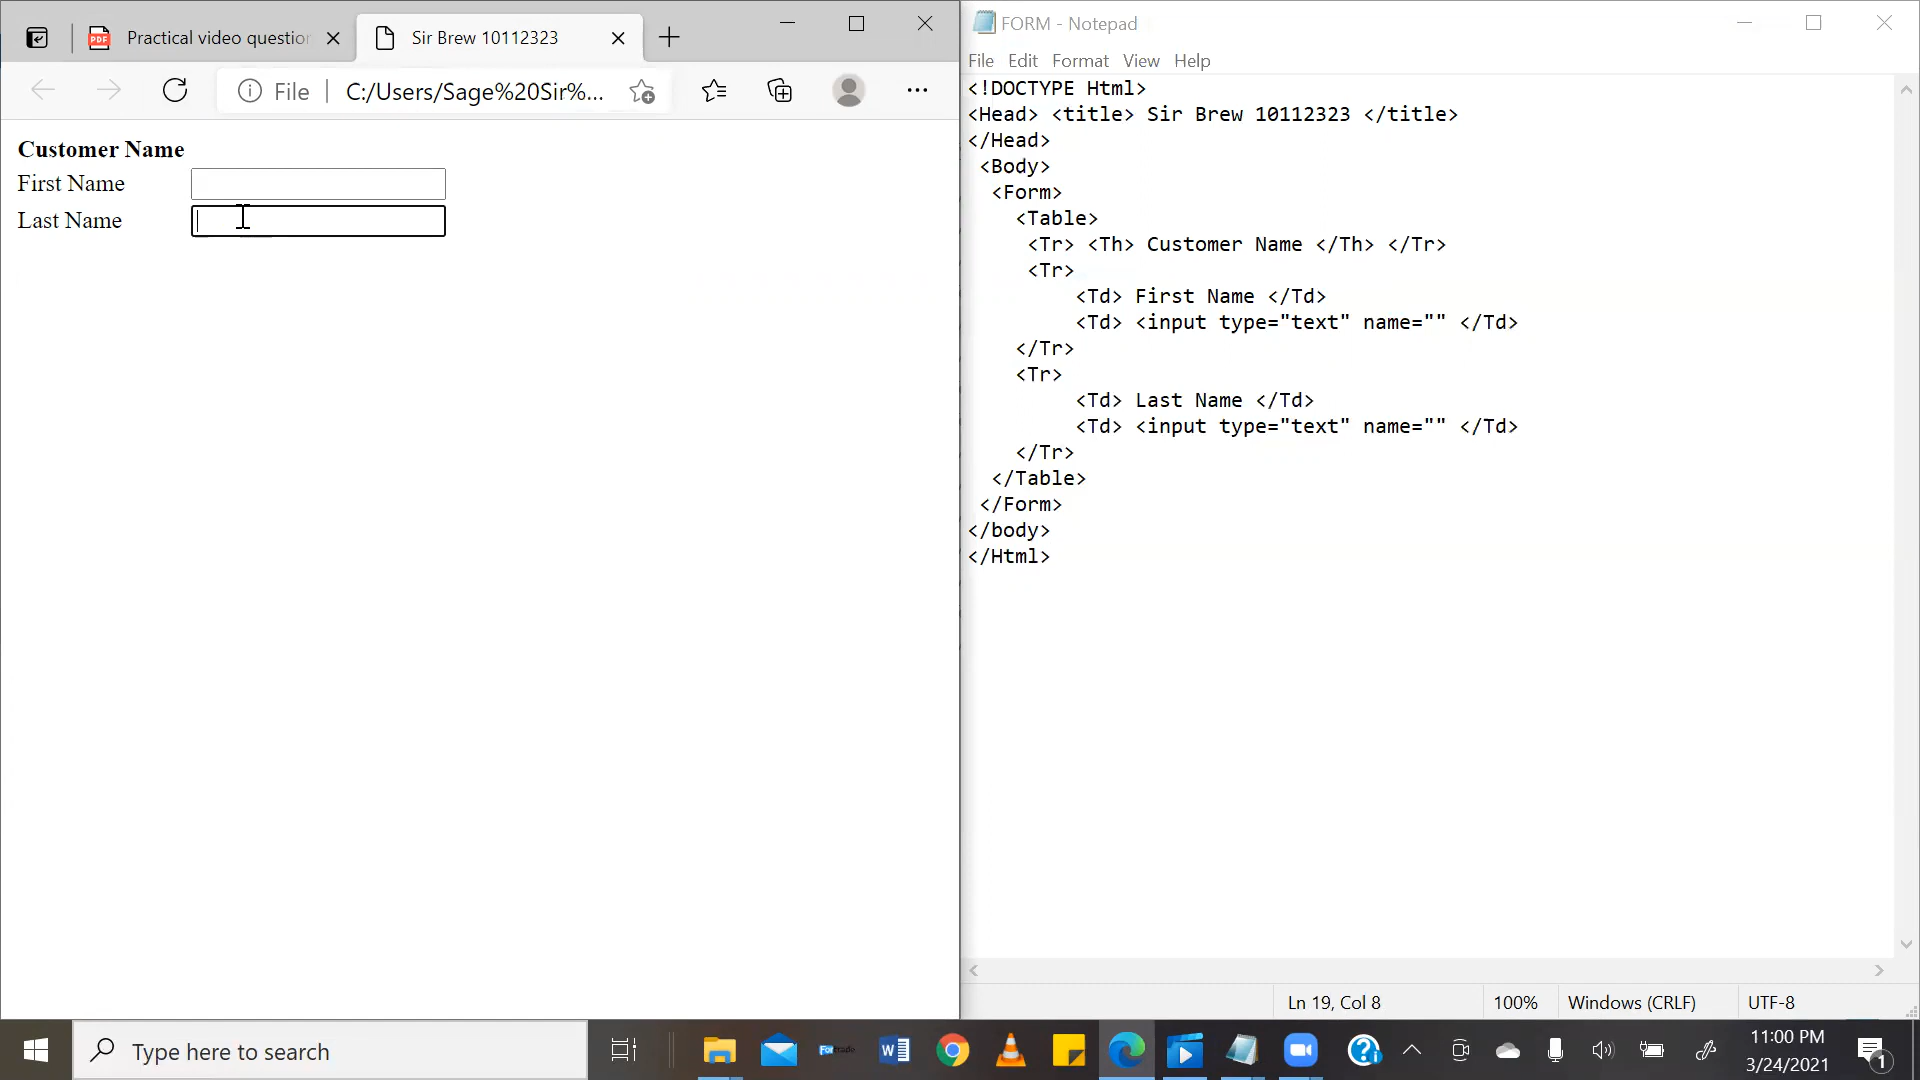 Practical video question
Sir Brew 10112323
File
C:/Users/Sage%20Sir%...
Customer Name
First Name
Last Name
FORM - Notepad
File Edit Format View Help
<!DOCTYPE Html>
<Head> <title> Sir Brew 10112323 </title>
</Head>
<Body>
<Form>
<Table>
<Tr> <Th> Customer Name </Th> </Tr>
<Tr>
<Td> First Name </Td>
<Td> <input type="text" name="" </Td>
</Tr>
<Tr>
<Td> Last Name </Td>
<Td> <input type="text" name="" </Td>
</Tr>
</Table>
</Form>
</body>
</Html>
Ln 19, Col 8
100%
Windows (CRLF)
UTF-8
Type here to search
11:00 PM
3/24/2021
1